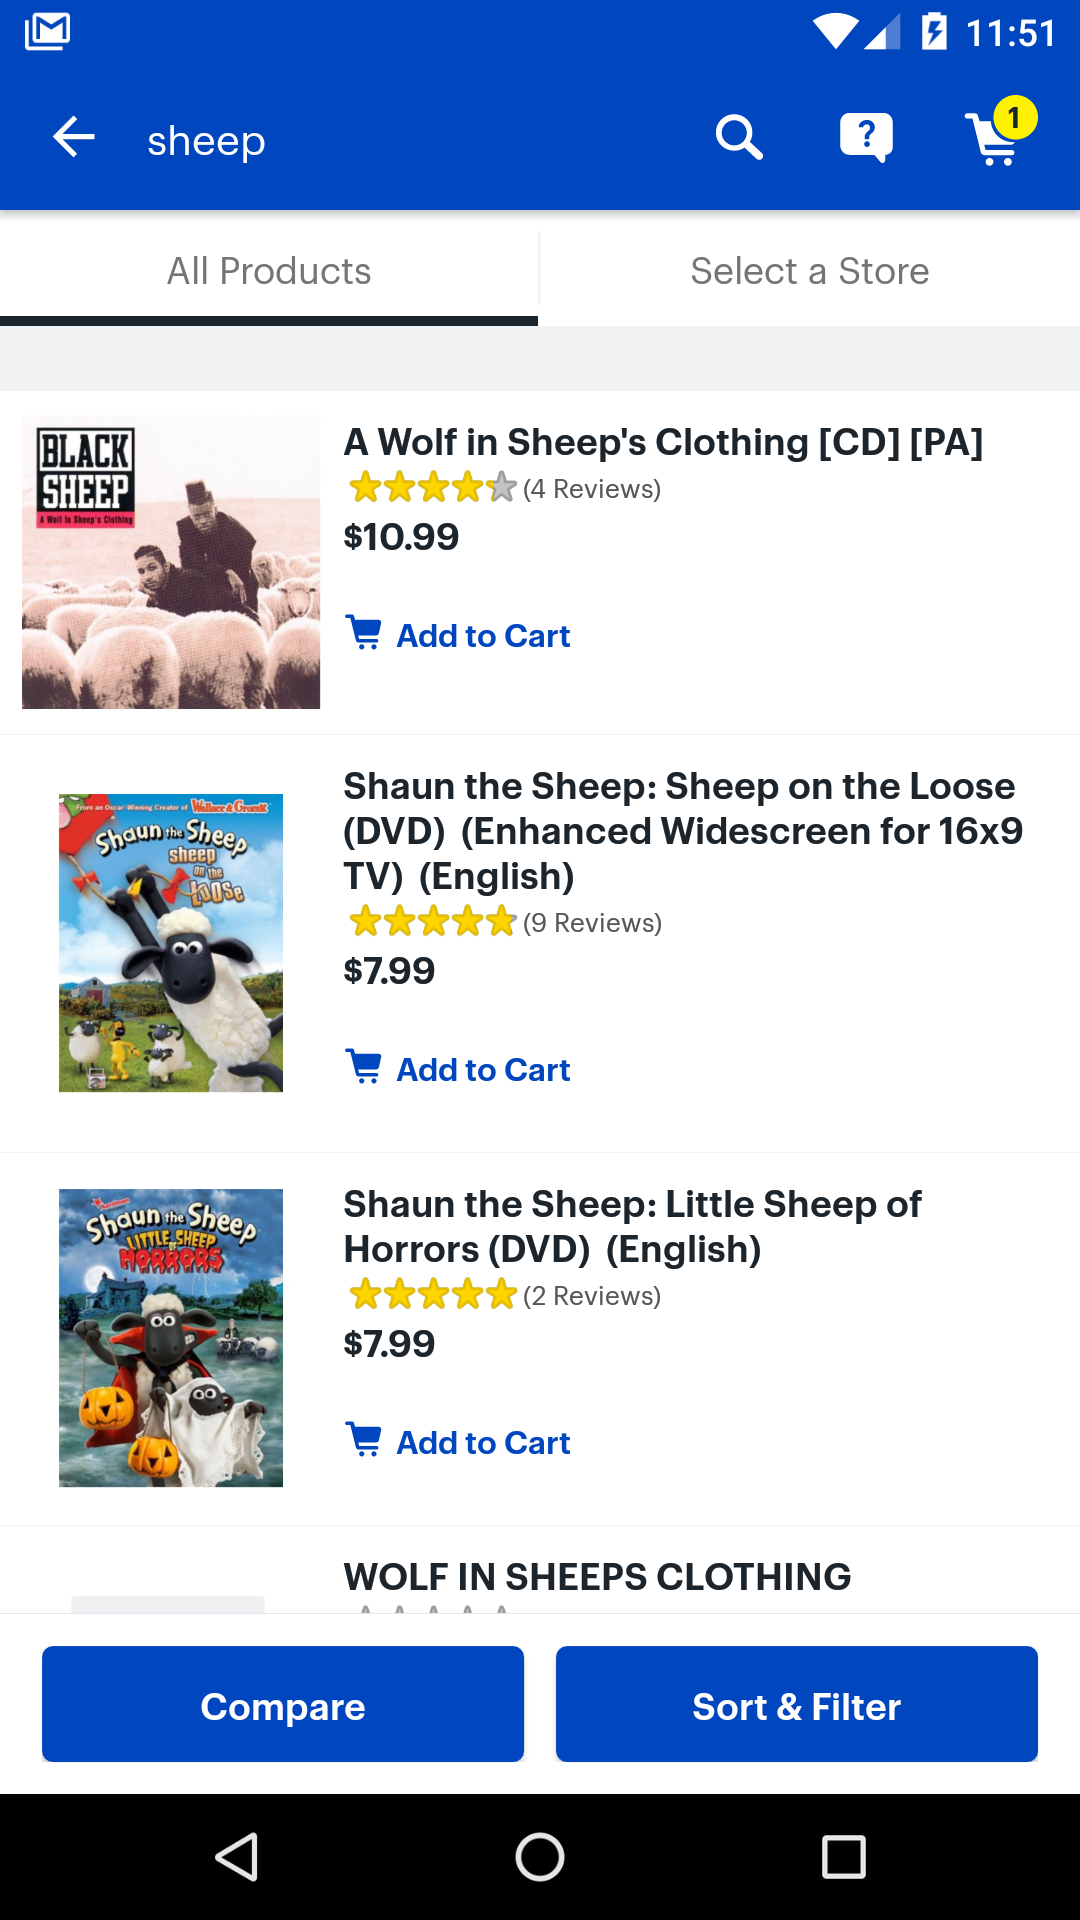 11:51
sheep
?
1
All Products
Select a Store
BLACK
SHEEP
A Wolf in Sheep's Clothing
A Wolf in Sheep's Clothing [CD] [PA]
(4 Reviews)
$10.99
Add to Cart
From an Oscar-Winning Creator of Wallace & Gromit
Shaun the Sheep
sheep
on the
loose
Shaun the Sheep: Sheep on the Loose
(DVD) (Enhanced Widescreen for 16x9
TV) (English)
(9 Reviews)
$7.99
Add to Cart
Shaun the Sheep
LITTLE SHEEP
OF
HORRORS
Shaun the Sheep: Little Sheep of
Horrors (DVD) (English)
(2 Reviews)
$7.99
Add to Cart
WOLF IN SHEEPS CLOTHING
Compare
Sort & Filter